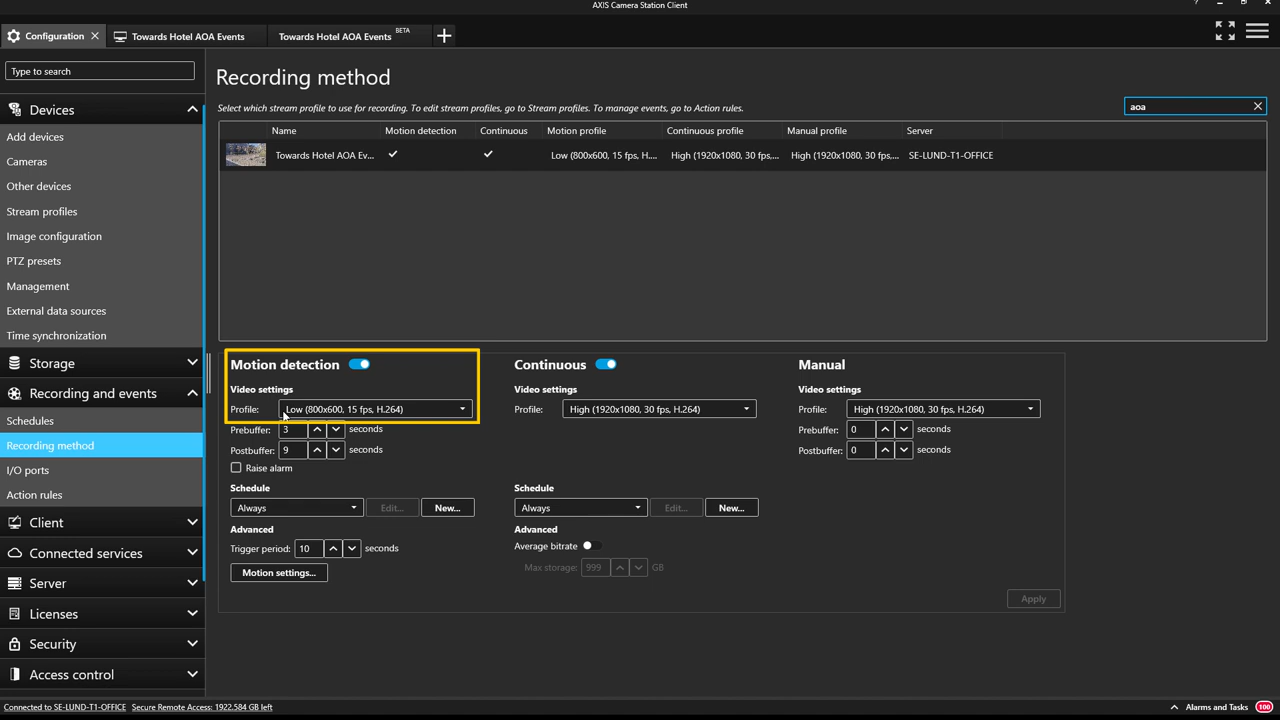 AXIS Camera Station Client
?
Configuration
Towards Hotel AOA Events
Towards Hotel AOA Events BETA
Type to search
Devices
Add devices
Cameras
Other devices
Stream profiles
Image configuration
PTZ presets
Management
External data sources
Time synchronization
Storage
Recording and events
Schedules
Recording method
I/O ports
Action rules
Client
Connected services
Server
Licenses
Security
Access control
Recording method
Select which stream profile to use for recording. To edit stream profiles, go to Stream profiles. To manage events, go to Action rules.
aoa
Name Motion detection Continuous Motion profile Continuous profile Manual profile Server
Towards Hotel AOA Ev... Low (800x600, 15 fps, H.... High (1920x1080, 30 fps,... High (1920x1080, 30 fps,... SE-LUND-T1-OFFICE
Motion detection
Video settings
Profile: Low (800x600, 15 fps, H.264)
Prebuffer: 3 seconds
Postbuffer: 9 seconds
Raise alarm
Schedule
Always Edit... New...
Advanced
Trigger period: 10 seconds
Motion settings...
Continuous
Video settings
Profile: High (1920x1080, 30 fps, H.264)
Schedule
Always Edit... New...
Advanced
Average bitrate
Max storage: 999 GB
Manual
Video settings
Profile: High (1920x1080, 30 fps, H.264)
Prebuffer: 0 seconds
Postbuffer: 0 seconds
Apply
Connected to SE-LUND-T1-OFFICE Secure Remote Access: 1922.584 GB left
Alarms and Tasks 100